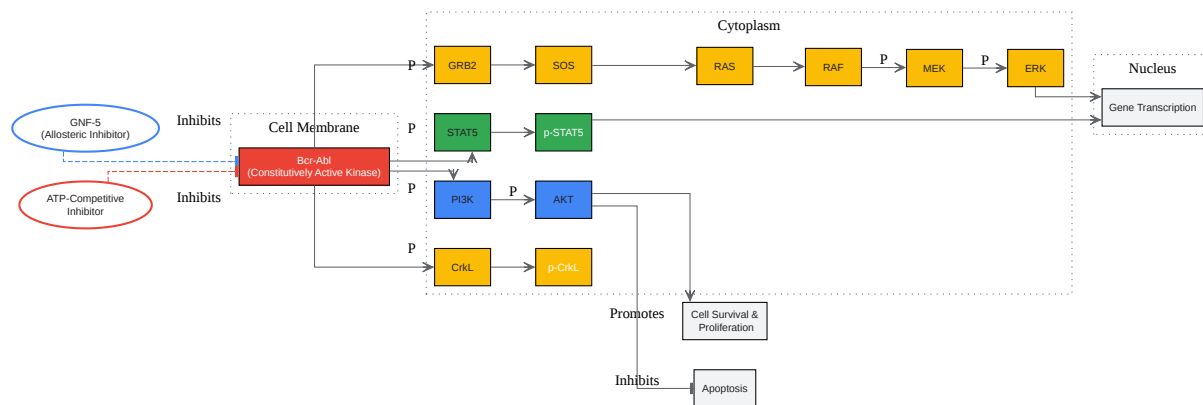 Cytoplasm
P
GRB2
SOS
RAS
RAF
P
MEK
P
ERK
Nucleus
Gene Transcription
GNF-5
(Allosteric Inhibitor)
Inhibits
Cell Membrane
P
STAT5
p-STAT5
Bcr-Abl
(Constitutively Active Kinase)
ATP-Competitive
Inhibitor
Inhibits
P
PI3K
P
AKT
P
CrkL
p-CrkL
Promotes
Cell Survival &
Proliferation
Inhibits
Apoptosis